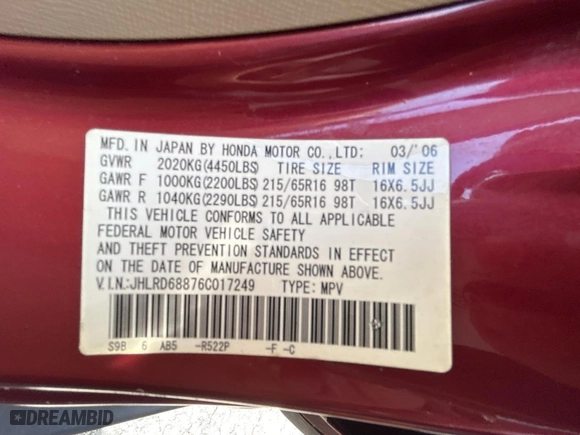 MFD. IN JAPAN BY HONDA MOTOR CO.,LTD: 03/'06
GVWR 2020KG(4450LBS) TIRE SIZE RIM SIZE
GAWR F 1000KG(2200LBS) 215/65R16 98T 16X6.5JJ
GAWR R 1040KG(2290LBS) 215/65R16 98T 16X6.5JJ
THIS VEHICLE CONFORMS TO ALL APPLICABLE
FEDERAL MOTOR VEHICLE SAFETY
AND THEFT PREVENTION STANDARDS IN EFFECT
ON THE DATE OF MANUFACTURE SHOWN ABOVE.
V.I.N.:JHLRD68876C017249 TYPE: MPV
S9B 6 AB5 -R522P -F -C
DREAMBID